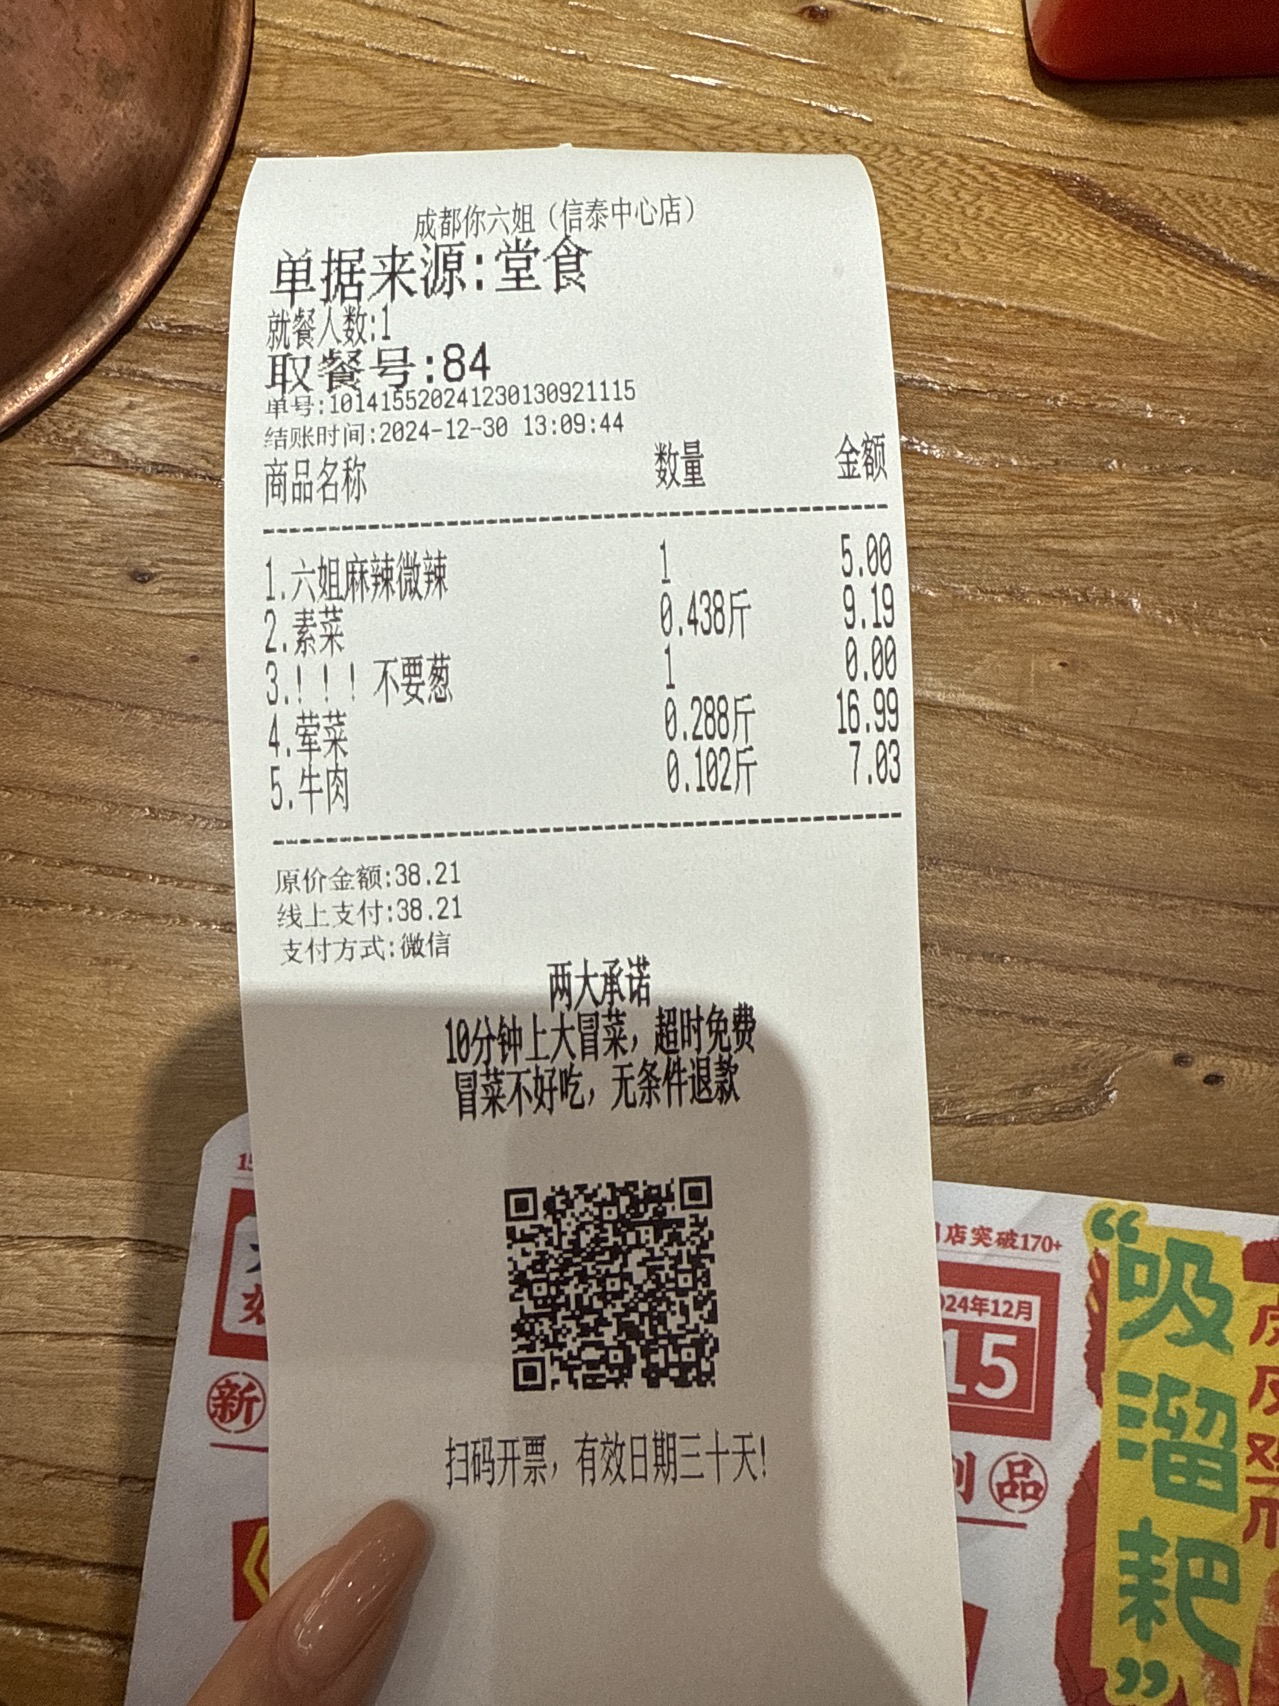 成都你六姐（信泰中心店）
单据来源:堂食
就餐人数:1
取餐号:84
单号:101415520241230130921115
结账时间:2024-12-30 13:09:44
商品名称 数量 金额
1.六姐麻辣微辣 1 5.00
2.素菜 0.438斤 9.19
3.！！！不要葱 1 0.00
4.荤菜 0.288斤 16.99
5.牛肉 0.102斤 7.03
原价金额:38.21
线上支付:38.21
支付方式:微信
两大承诺
10分钟上大冒菜，超时免费
冒菜不好吃，无条件退款
扫码开票，有效日期三十天!
店突破170+
24年12月
15
新
品
“吸溜粑”